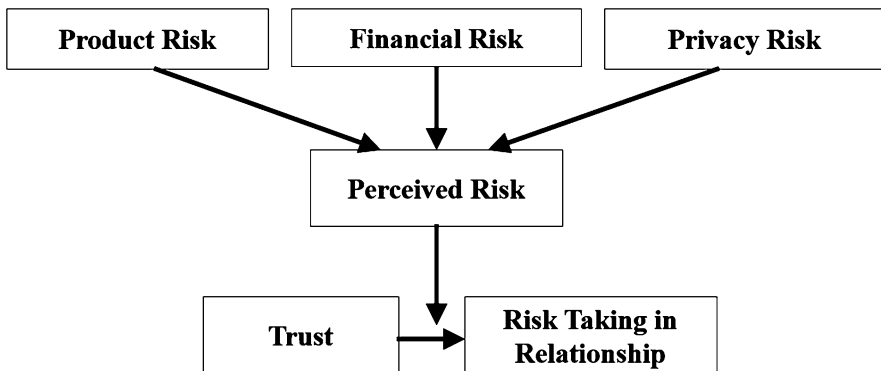 Product Risk
Financial Risk
Privacy Risk
Perceived Risk
Trust
Risk Taking in
Relationship